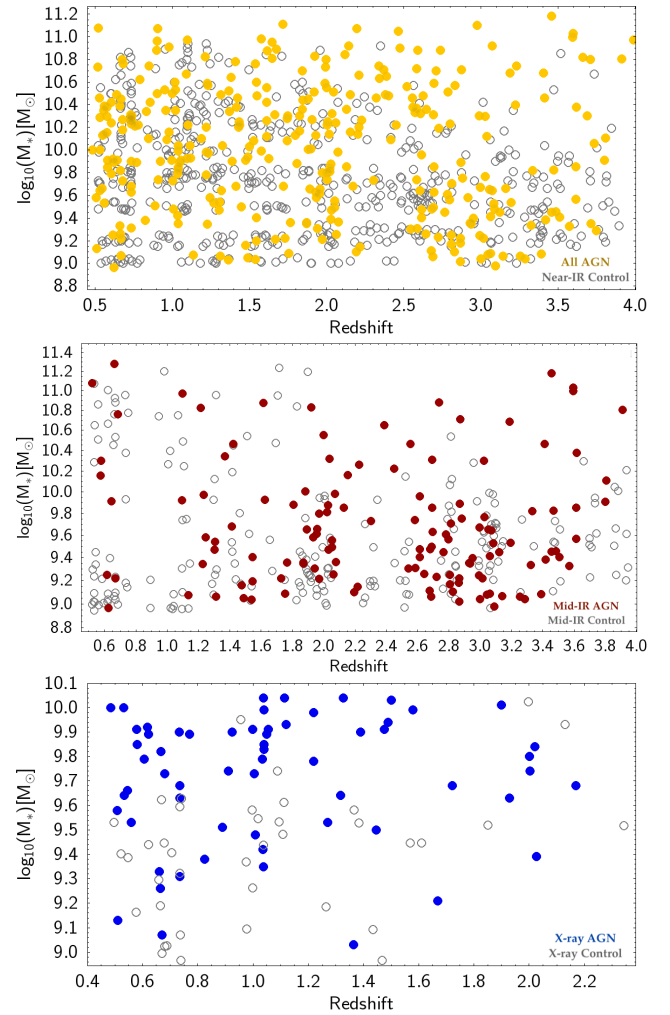 11.2
11.0
10.8
10.6
10.4
10.2
10.0
9.8
9.6
9.4
9.2
9.0
8.8
log₁₀(M*)[M⊙]
All AGN
Near-IR Control
0.5 1.0 1.5 2.0 2.5 3.0 3.5 4.0
Redshift
11.4
11.2
11.0
10.8
10.6
10.4
10.2
10.0
9.8
9.6
9.4
9.2
9.0
8.8
log₁₀(M*)[M⊙]
Mid-IR AGN
Mid-IR Control
0.6 0.8 1.0 1.2 1.4 1.6 1.8 2.0 2.2 2.4 2.6 2.8 3.0 3.2 3.4 3.6 3.8 4.0
Redshift
10.1
10.0
9.9
9.8
9.7
9.6
9.5
9.4
9.3
9.2
9.1
9.0
log₁₀(M*)[M⊙]
X-ray AGN
X-ray Control
0.4 0.6 0.8 1.0 1.2 1.4 1.6 1.8 2.0 2.2
Redshift